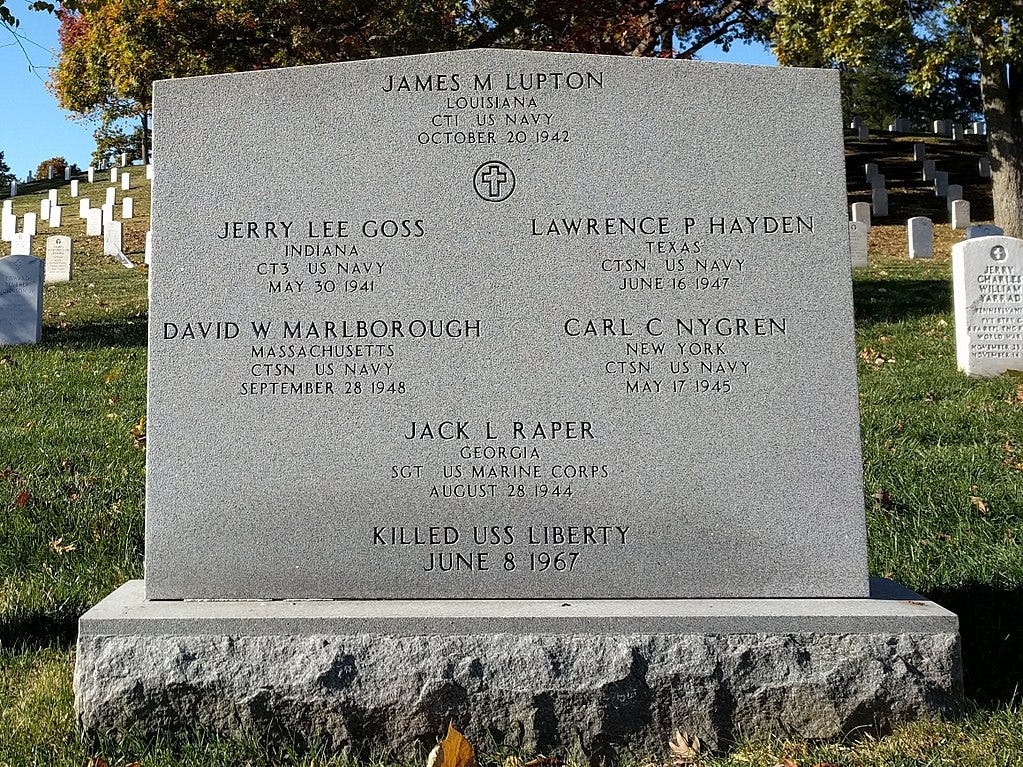 JAMES M LUPTON
LOUISIANA
CT1 US NAVY
OCTOBER 20 1942
JERRY LEE GOSS
INDIANA
CT3 US NAVY
MAY 30 1941
LAWRENCE P HAYDEN
TEXAS
CTSN US NAVY
JUNE 16 1947
DAVID W MARLBOROUGH
MASSACHUSETTS
CTSN US NAVY
SEPTEMBER 28 1948
CARL C NYGREN
NEW YORK
CTSN US NAVY
MAY 17 1945
JACK L RAPER
GEORGIA
SGT US MARINE CORPS
AUGUST 28 1944
KILLED USS LIBERTY
JUNE 8 1967
JERRY
CHARLES
WILLIAM